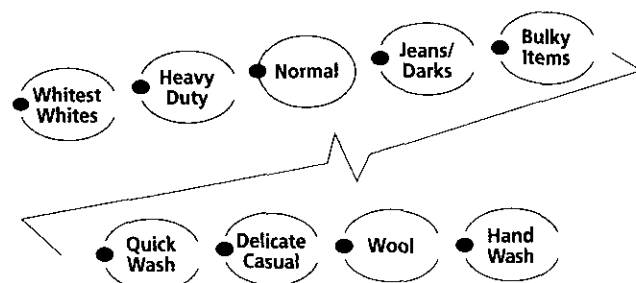 Whitest
Whites
Heavy
Duty
Normal
Jeans/
Darks
Bulky
Items
Quick
Wash
Delicate
Casual
Wool
Hand
Wash